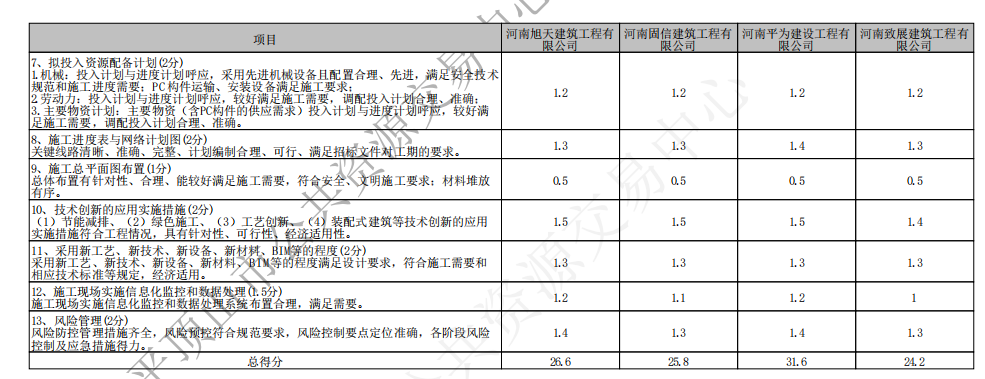 项目 河南旭天建筑工程有限公司 河南固信建筑工程有限公司 河南平为建设工程有限公司 河南致展建筑工程有限公司
7、拟投入资源配备计划(2分)
1.机械：投入计划与进度计划呼应，采用先进机械设备且配置合理、先进，满足安全技术
规范和施工进度需要；PC构件运输、安装设备满足施工要求；
2劳动力：投入计划与进度计划呼应，较好满足施工需要，调配投入计划合理、准确；
3.主要物资计划：主要物资（含PC构件的供应需求）投入计划与进度计划呼应，较好满
足施工需要，调配投入计划合理、准确。
1.2 1.2 1.2 1.2
8、施工进度表与网络计划图(2分)
关键线路清晰、准确、完整、计划编制合理、可行、满足招标文件对工期的要求。
1.3 1.3 1.4 1.3
9、施工总平面图布置(1分)
总体布置有针对性、合理、能较好满足施工需要，符合安全、文明施工要求；材料堆放
有序。
0.5 0.5 0.5 0.5
10、技术创新的应用实施措施(2分)
（1）节能减排、（2）绿色施工、（3）工艺创新、（4）装配式建筑等技术创新的应用
实施措施符合工程情况，具有针对性、可行性、经济适用性。
1.5 1.5 1.5 1.4
11、采用新工艺、新技术、新设备、新材料、BIM等的程度(2分)
采用新工艺、新技术、新设备、新材料、BIM等的程度满足设计要求，符合施工需要和
相应技术标准等规定，经济适用。
1.3 1.3 1.3 1.3
12、施工现场实施信息化监控和数据处理(1.5分)
施工现场实施信息化监控和数据处理系统布置合理，满足需要。
1.2 1.1 1.2 1
13、风险管理(2分)
风险防控管理措施齐全，风险预控符合规范要求，风险控制要点定位准确，各阶段风险
控制及应急措施得力。
1.4 1.3 1.4 1.3
总得分 26.6 25.8 31.6 24.2
平顶山市公共资源交易中心
公共资源交易中心